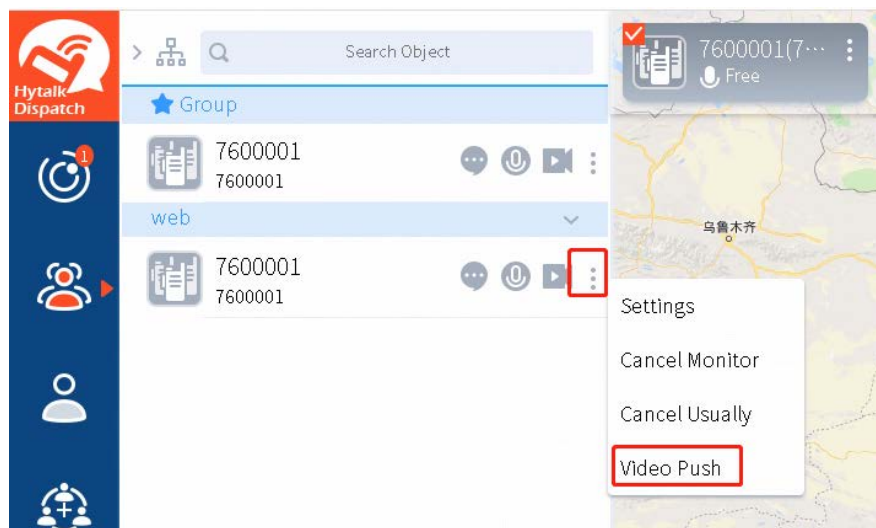 Hytalk
Dispatch
1
Search Object
Group
7600001
7600001
web
7600001
7600001
7600001(7···
Free
乌鲁木齐
Settings
Cancel Monitor
Cancel Usually
Video Push